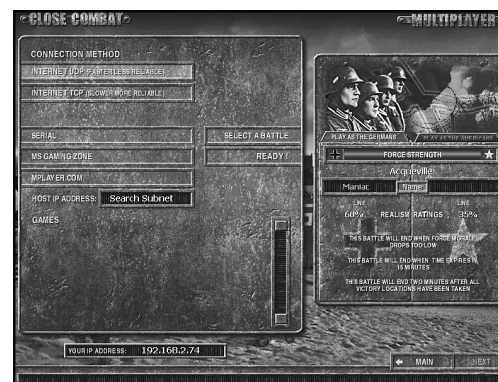 CLOSE COMBAT
MULTIPLAYER
CONNECTION METHOD
INTERNET UDP (FASTER/LESS RELIABLE)
INTERNET TCP (SLOWER MORE RELIABLE)
SERIAL
SELECT A BATTLE
MS GAMING ZONE
READY!
MPLAYER.COM
HOST IP ADDRESS: Search Subnet
GAMES
PLAY AS THE GERMANS
PLAY AS THE AMERICANS
FORCE STRENGTH
Acqueville
Maniac Name
LINE LINE
60% REALISM RATINGS 35%
THIS BATTLE WILL END WHEN FORCE MORALE
DROPS TOO LOW
THIS BATTLE WILL END WHEN TIME EXPIRES IN
15 MINUTES
THIS BATTLE WILL END TWO MINUTES AFTER ALL
VICTORY LOCATIONS HAVE BEEN TAKEN
YOUR IP ADDRESS: 192.168.2.74
MAIN
NEXT